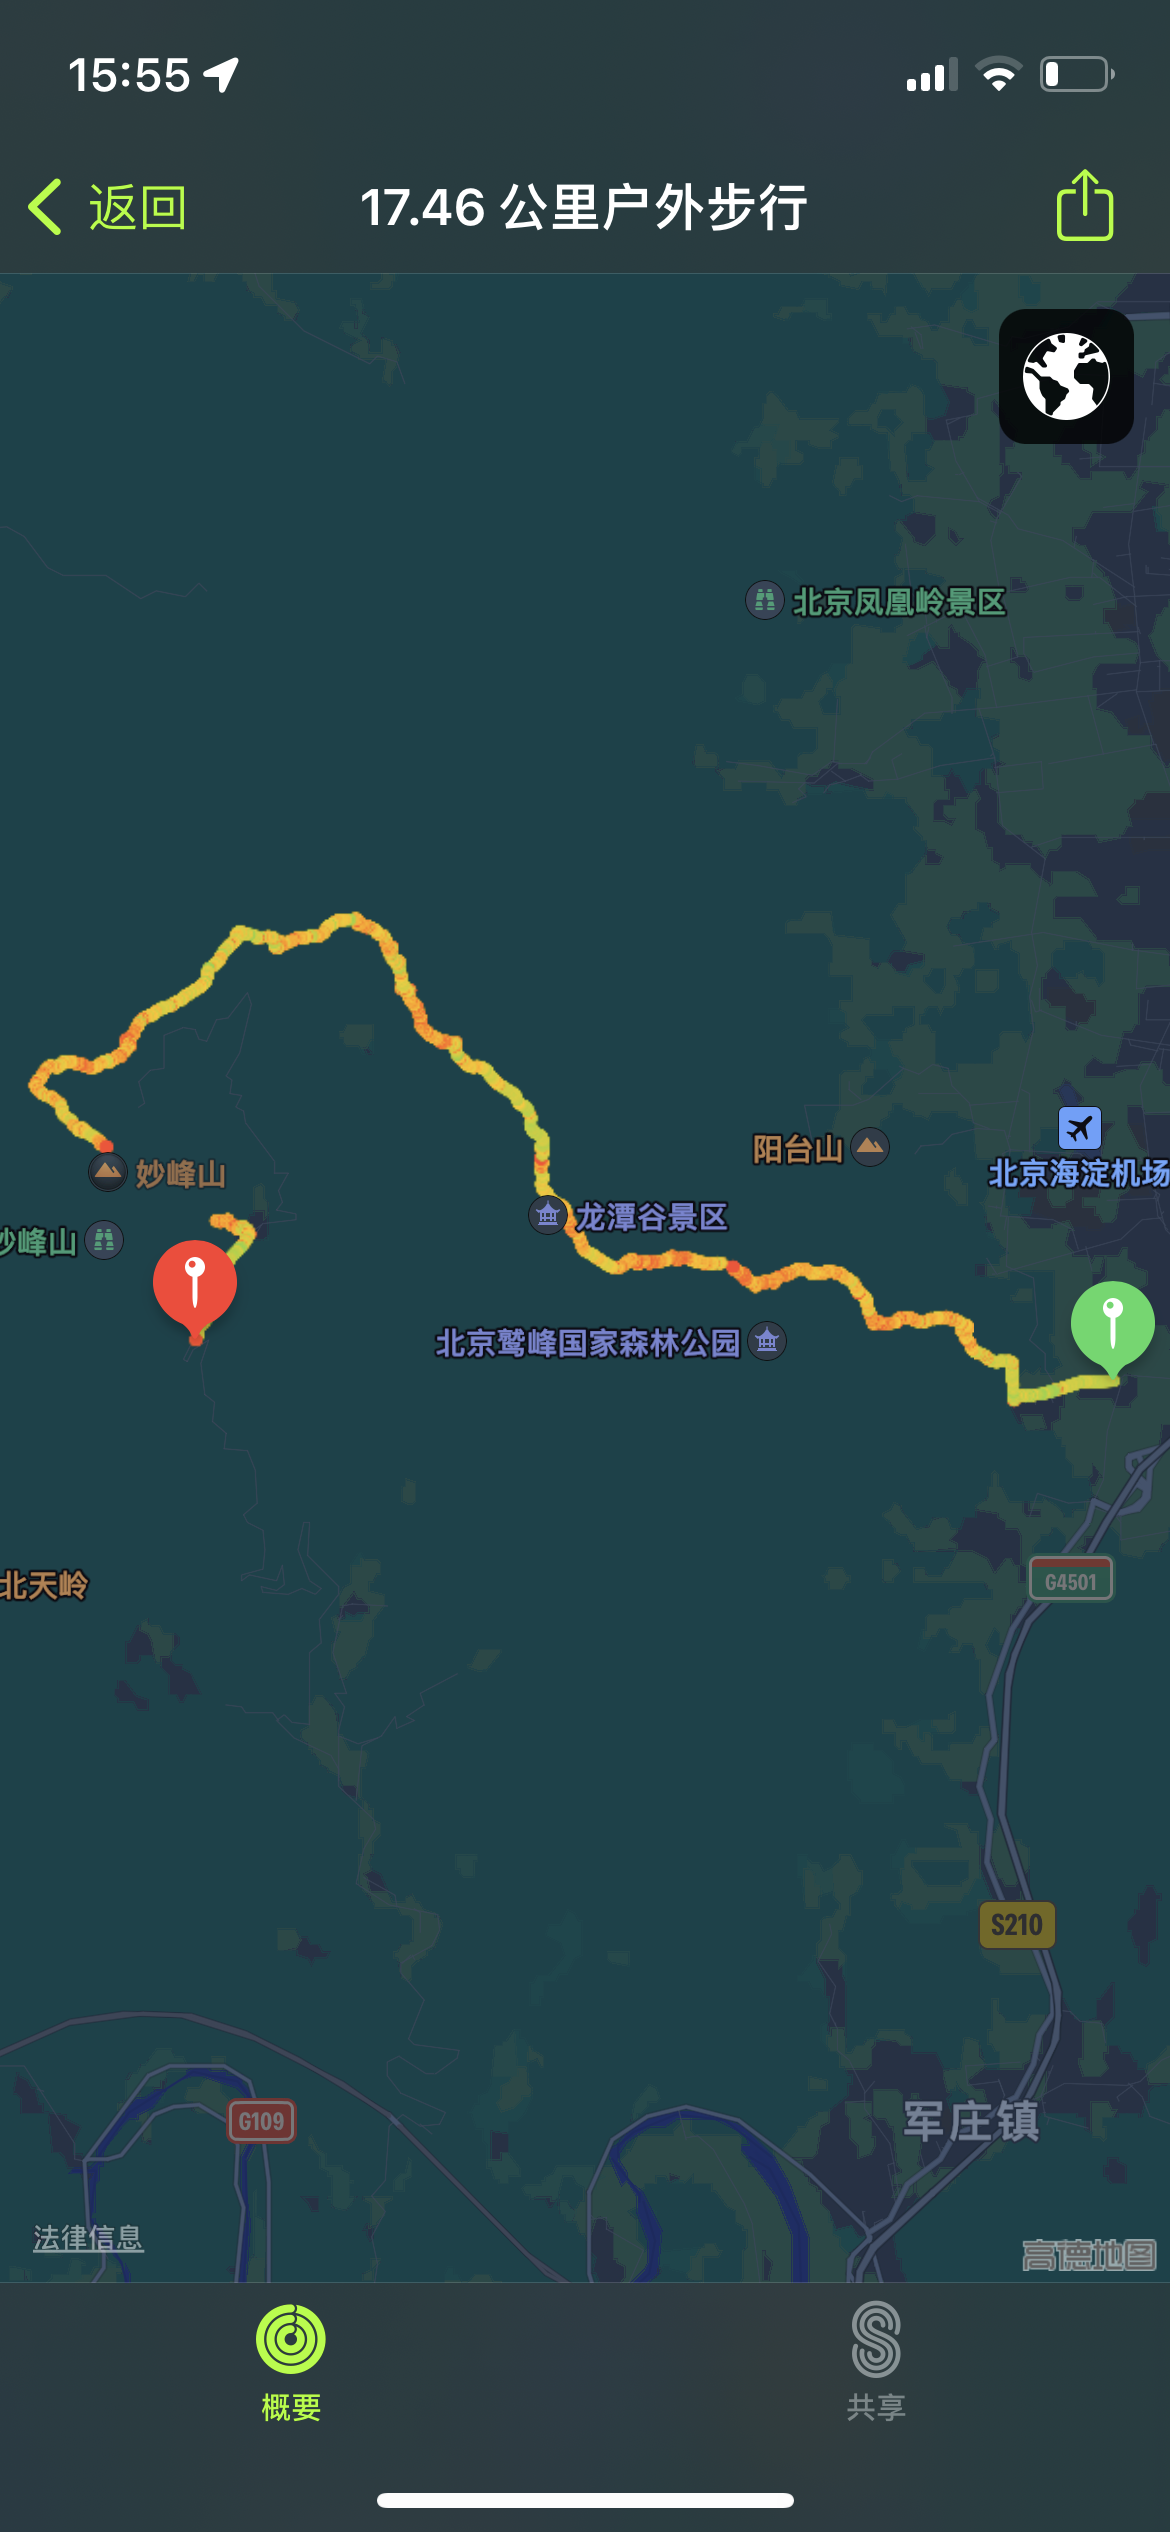 15:55
返回
17.46 公里户外步行
北京凤凰岭景区
阳台山
北京海淀机场
妙峰山
龙潭谷景区
妙峰山
北京鹫峰国家森林公园
G4501
北天岭
S210
军庄镇
G109
法律信息
高德地图
概要
共享